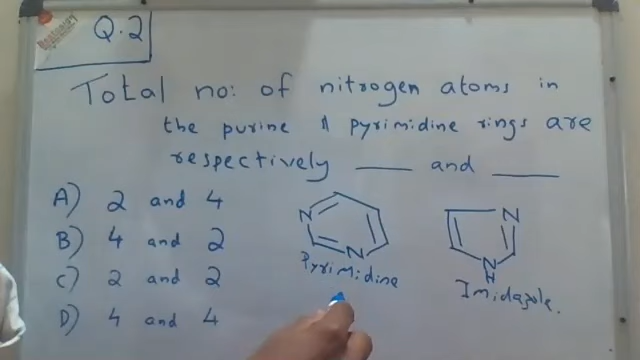 Q.2
Total no: of nitrogen atoms in
the purine & pyrimidine rings are
respectively ____ and ____
A) 2 and 4
B) 4 and 2
C) 2 and 2
D) 4 and 4
N
N
Pyrimidine
N
N
H
Imidazole.